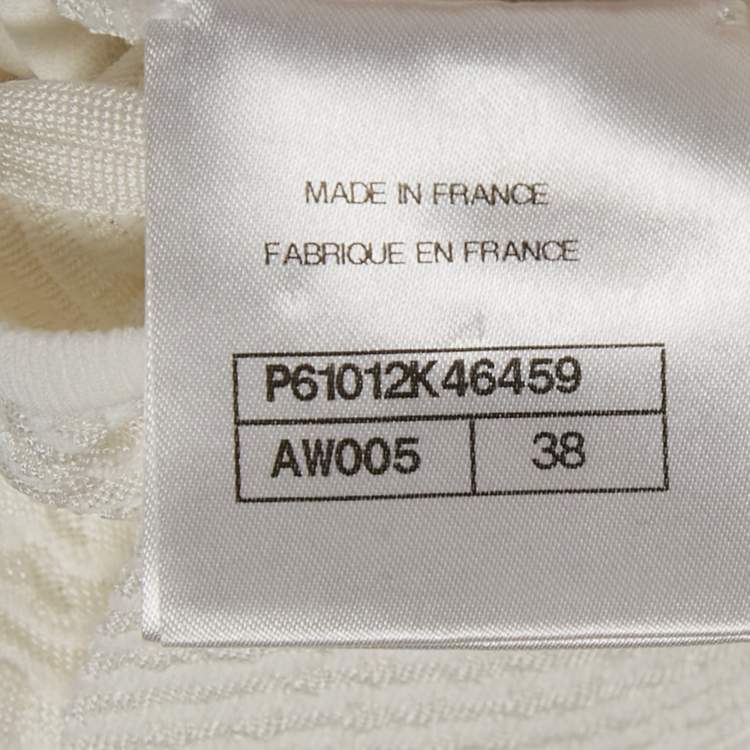 MADE IN FRANCE
FABRIQUE EN FRANCE
P61012K46459
AW005 38